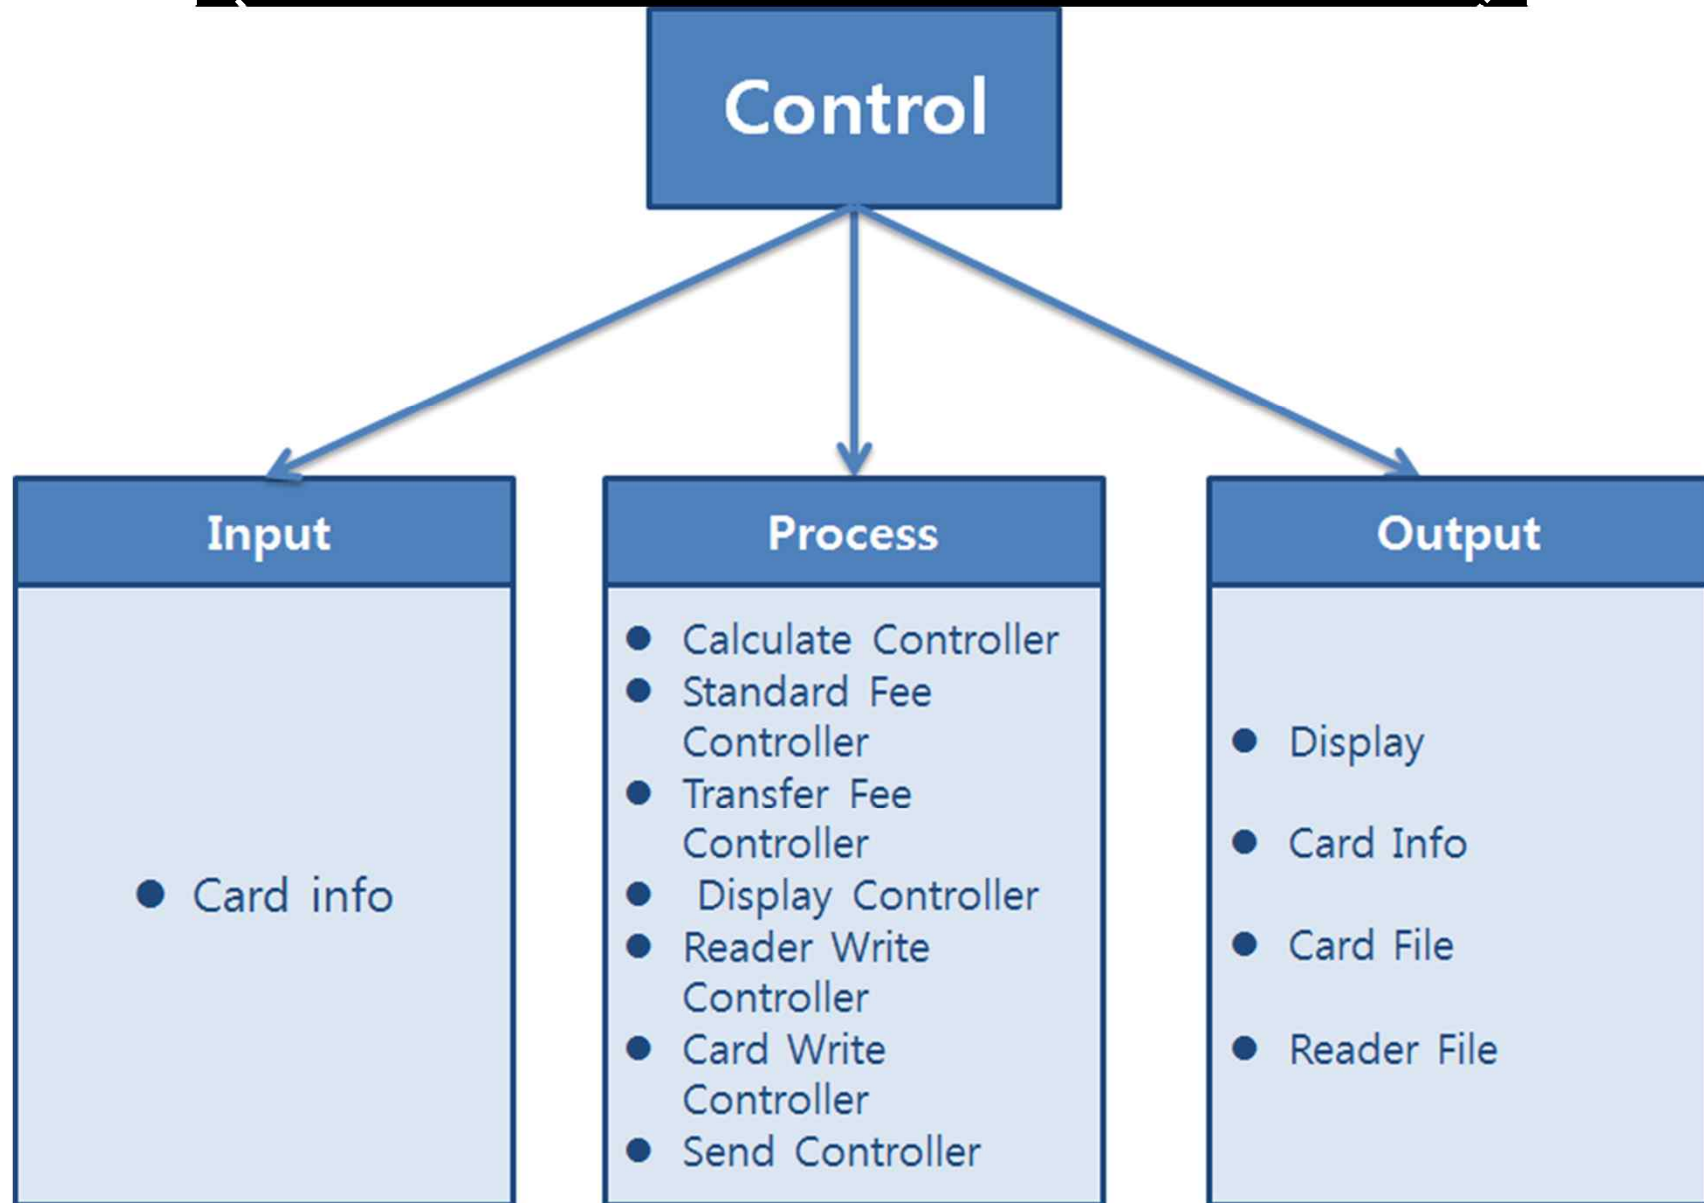 Control
Input
● Card info
Process
● Calculate Controller
● Standard Fee
Controller
● Transfer Fee
Controller
● Display Controller
● Reader Write
Controller
● Card Write
Controller
● Send Controller
Output
● Display
● Card Info
● Card File
● Reader File